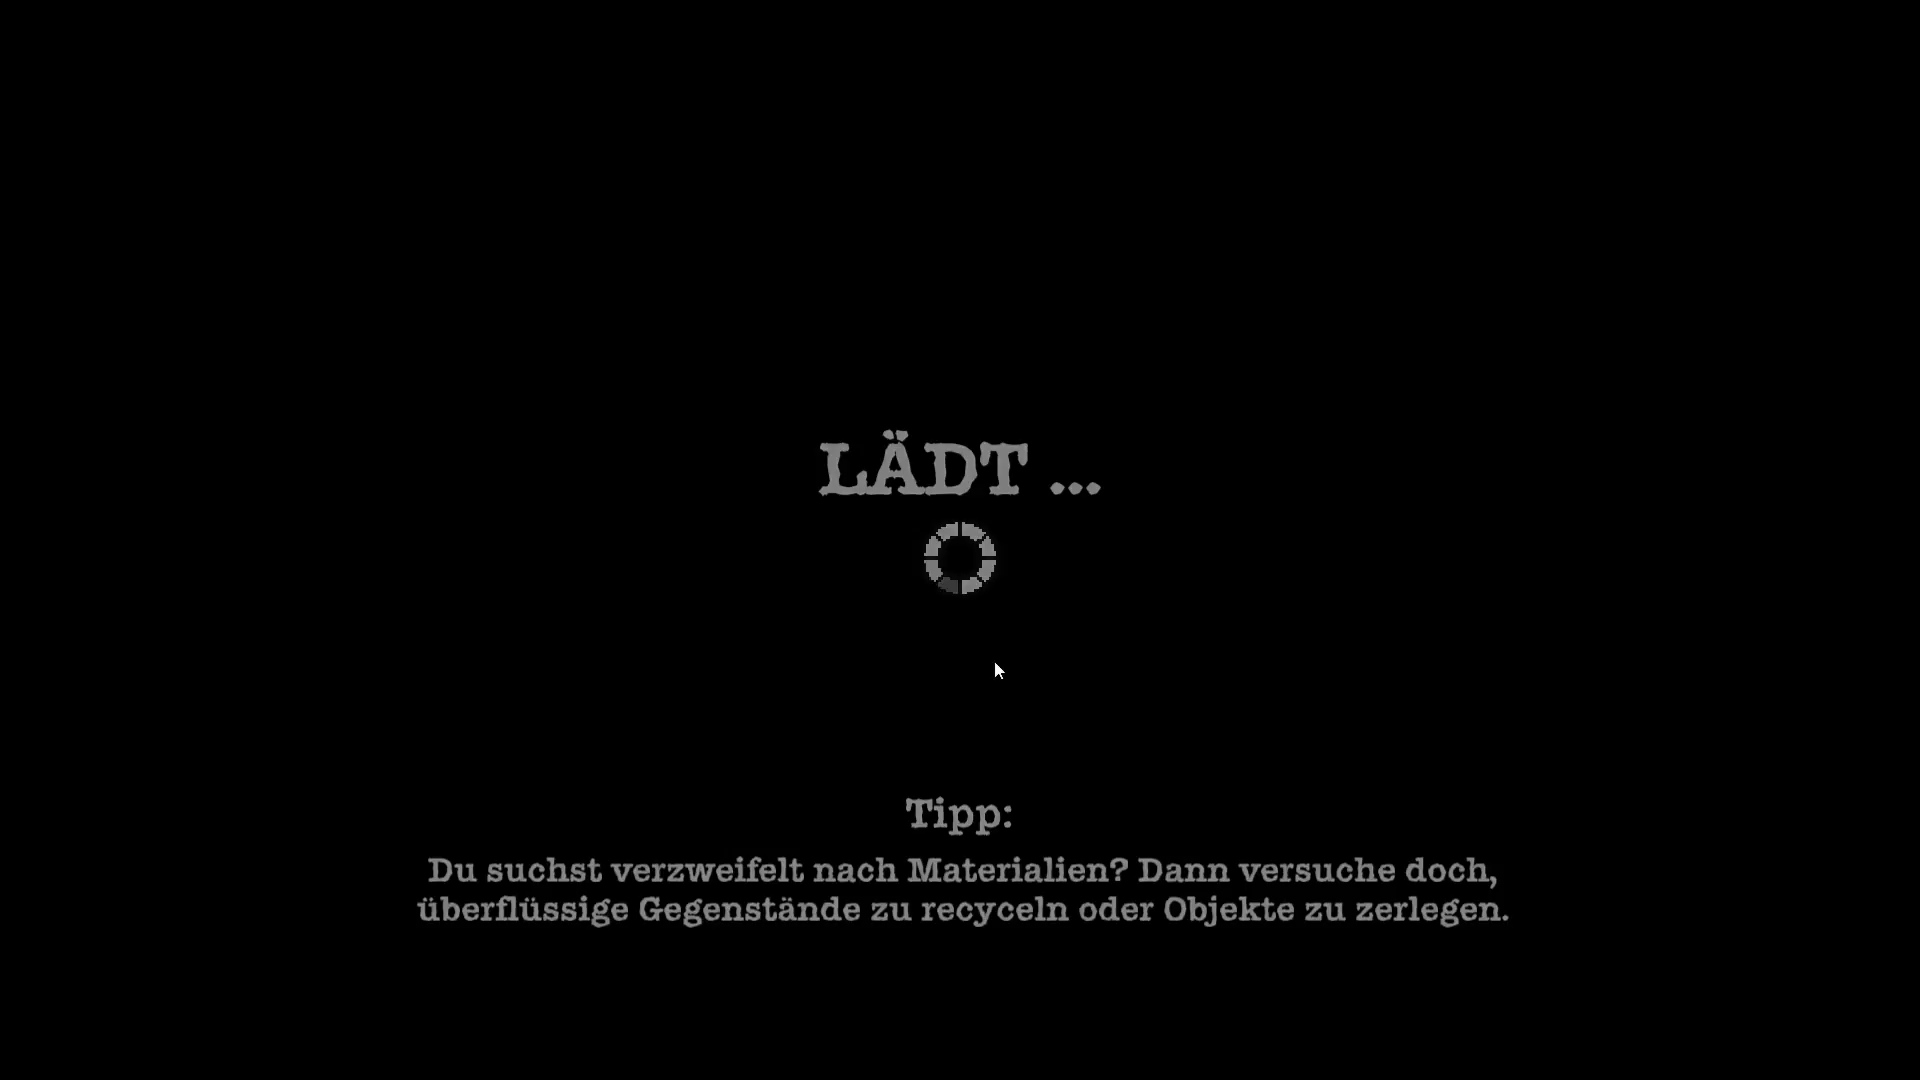 LÄDT ...
Tipp:
Du suchst verzweifelt nach Materialien? Dann versuche doch,
überflüssige Gegenstände zu recyceln oder Objekte zu zerlegen.